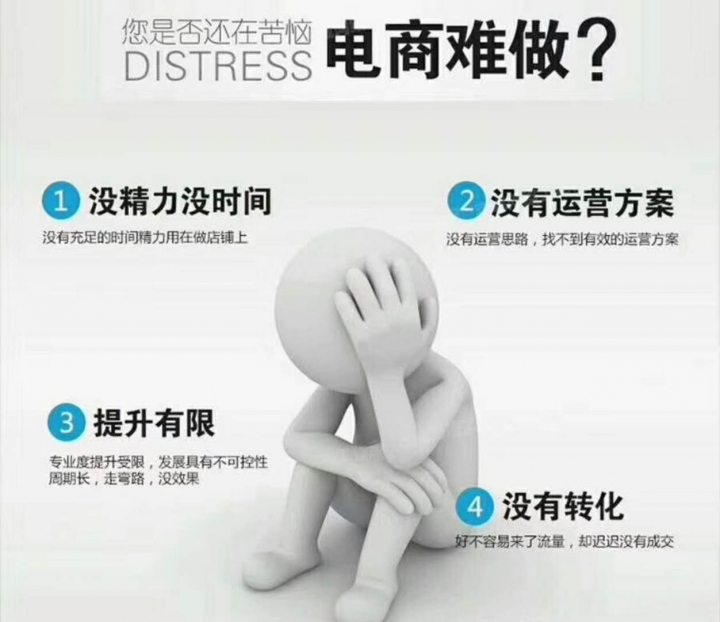 您是否还在苦恼
DISTRESS
电商难做？
1 没精力没时间
没有充足的时间精力用在做店铺上
2 没有运营方案
没有运营思路，找不到有效的运营方案
3 提升有限
专业度提升受限，发展具有不可控性
周期长，走弯路，没效果
4 没有转化
好不容易来了流量，却迟迟没有成交